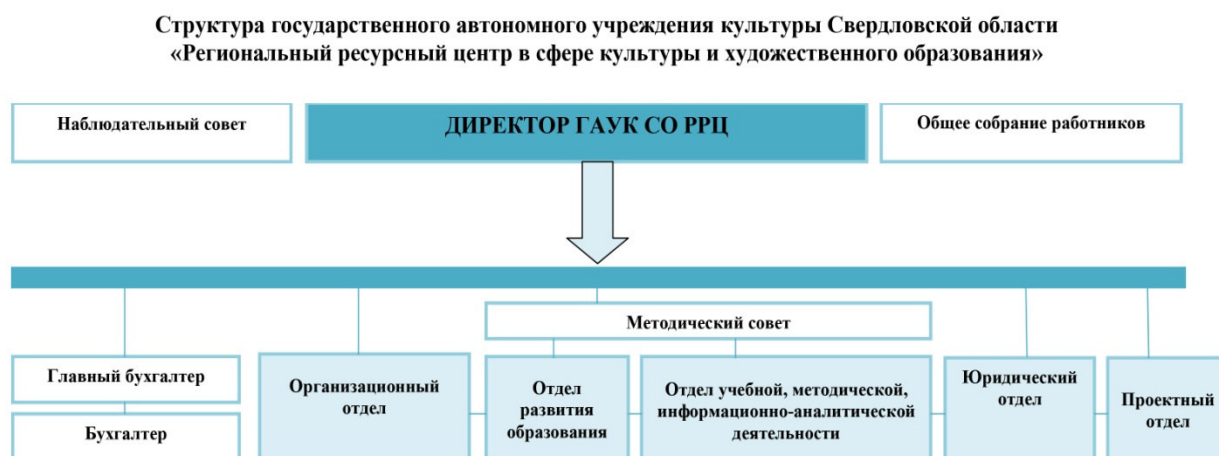 Структура государственного автономного учреждения культуры Свердловской области
«Региональный ресурсный центр в сфере культуры и художественного образования»
Наблюдательный совет
ДИРЕКТОР ГАУК СО РРЦ
Общее собрание работников
Методический совет
Главный бухгалтер
Бухгалтер
Организационный
отдел
Отдел
развития
образования
Отдел учебной, методической,
информационно-аналитической
деятельности
Юридический
отдел
Проектный
отдел